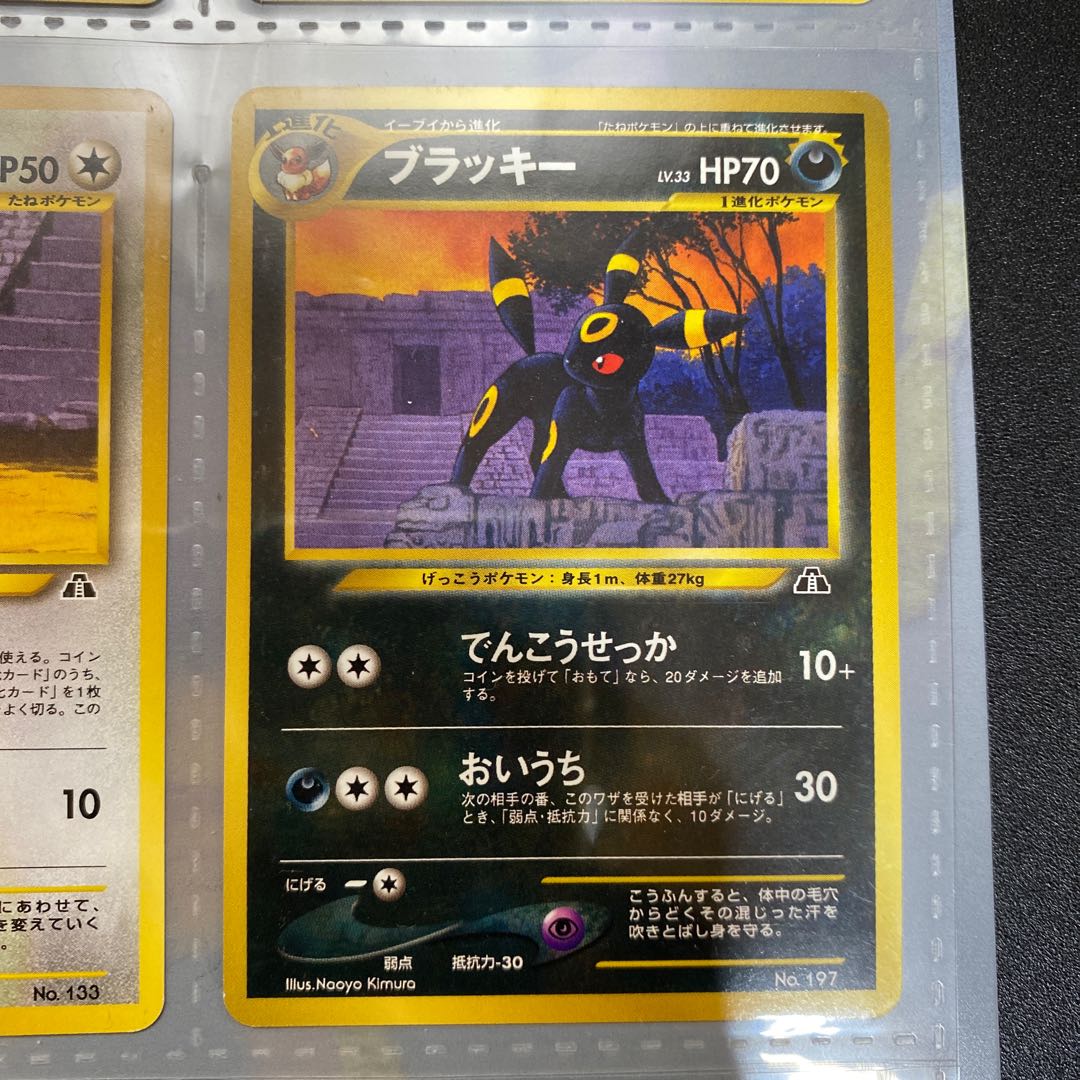 P50
たねポケモン
使える。コイン
カード」のうち、
ヒカード」を1枚
よく切る。この
10
にあわせて、
を変えていく
。
No. 133
進化
イーブイから進化
「たねポケモン」の上に重ねて進化させます。
ブラッキー
LV.33 HP70
1進化ポケモン
げっこうポケモン：身長1m、体重27kg
でんこうせっか
10+
コインを投げて「おもて」なら、20ダメージを追加
する。
おいうち
30
次の相手の番、このワザを受けた相手が「にげる」
とき、「弱点・抵抗力」に関係なく、10ダメージ。
にげる
弱点
抵抗力-30
こうふんすると、体中の毛穴
からどくその混じった汗を
吹きとばし身を守る。
Illus.Naoyo Kimura
No. 197